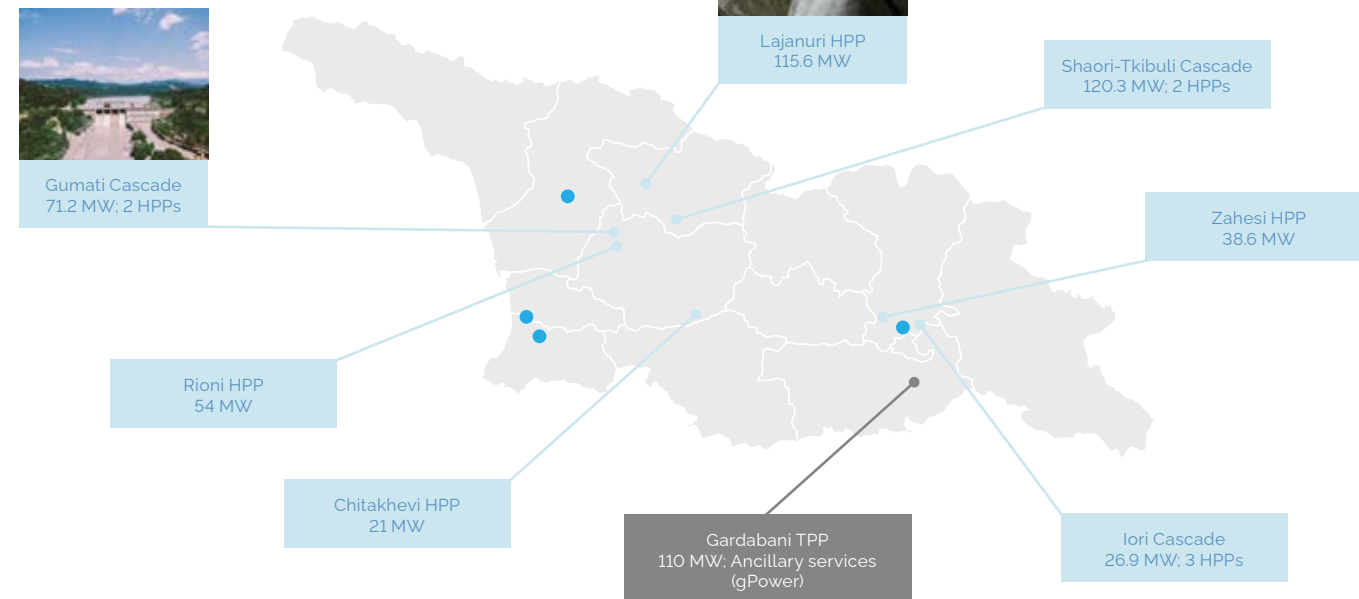 Lajanuri HPP
115.6 MW
Shaori-Tkibuli Cascade
120.3 MW; 2 HPPs
Gumati Cascade
71.2 MW; 2 HPPs
Zahesi HPP
38.6 MW
Rioni HPP
54 MW
Chitakhevi HPP
21 MW
Gardabani TPP
110 MW; Ancillary services
(gPower)
Iori Cascade
26.9 MW; 3 HPPs